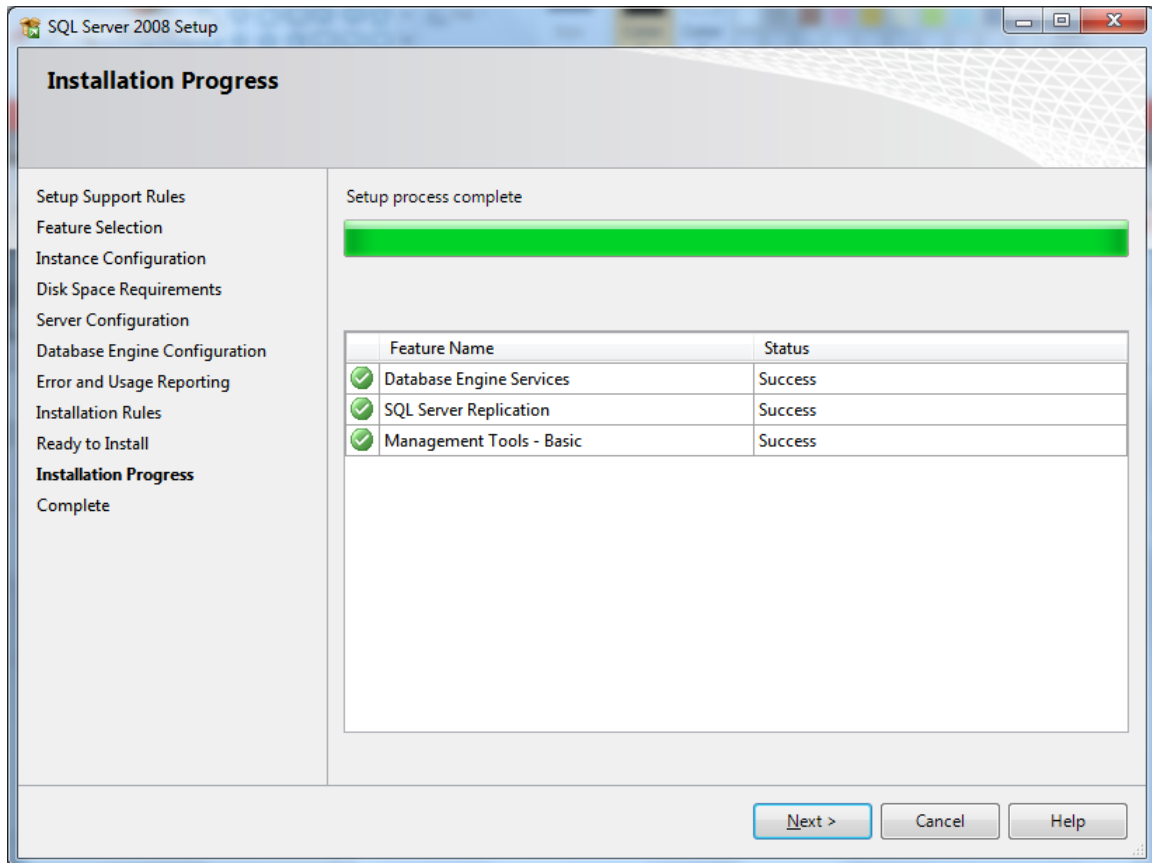 SQL Server 2008 Setup
Installation Progress
Setup Support Rules
Feature Selection
Instance Configuration
Disk Space Requirements
Server Configuration
Database Engine Configuration
Error and Usage Reporting
Installation Rules
Ready to Install
Installation Progress
Complete
Setup process complete
Feature Name Status
Database Engine Services Success
SQL Server Replication Success
Management Tools - Basic Success
Next > Cancel Help